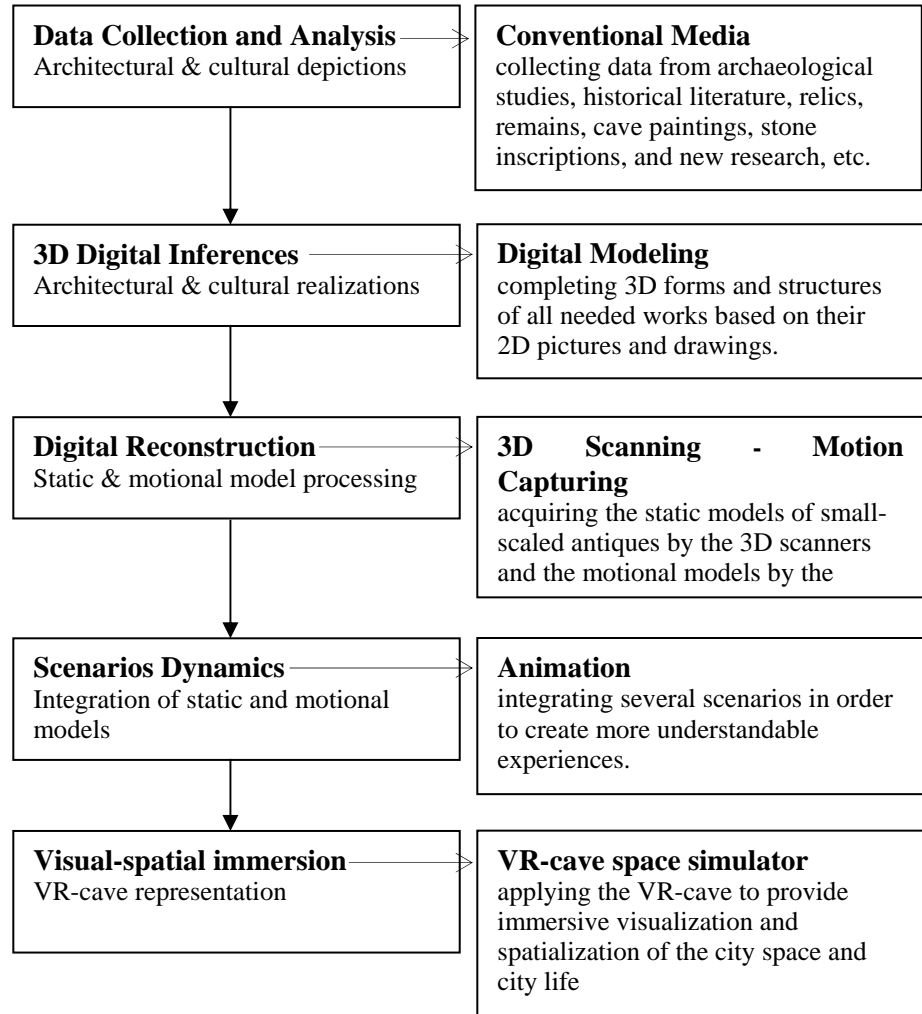 Data Collection and Analysis
Architectural & cultural depictions
Conventional Media
collecting data from archaeological
studies, historical literature, relics,
remains, cave paintings, stone
inscriptions, and new research, etc.
3D Digital Inferences
Architectural & cultural realizations
Digital Modeling
completing 3D forms and structures
of all needed works based on their
2D pictures and drawings.
Digital Reconstruction
Static & motional model processing
3D Scanning - Motion
Capturing
acquiring the static models of small-
scaled antiques by the 3D scanners
and the motional models by the
Scenarios Dynamics
Integration of static and motional
models
Animation
integrating several scenarios in order
to create more understandable
experiences.
Visual-spatial immersion
VR-cave representation
VR-cave space simulator
applying the VR-cave to provide
immersive visualization and
spatialization of the city space and
city life